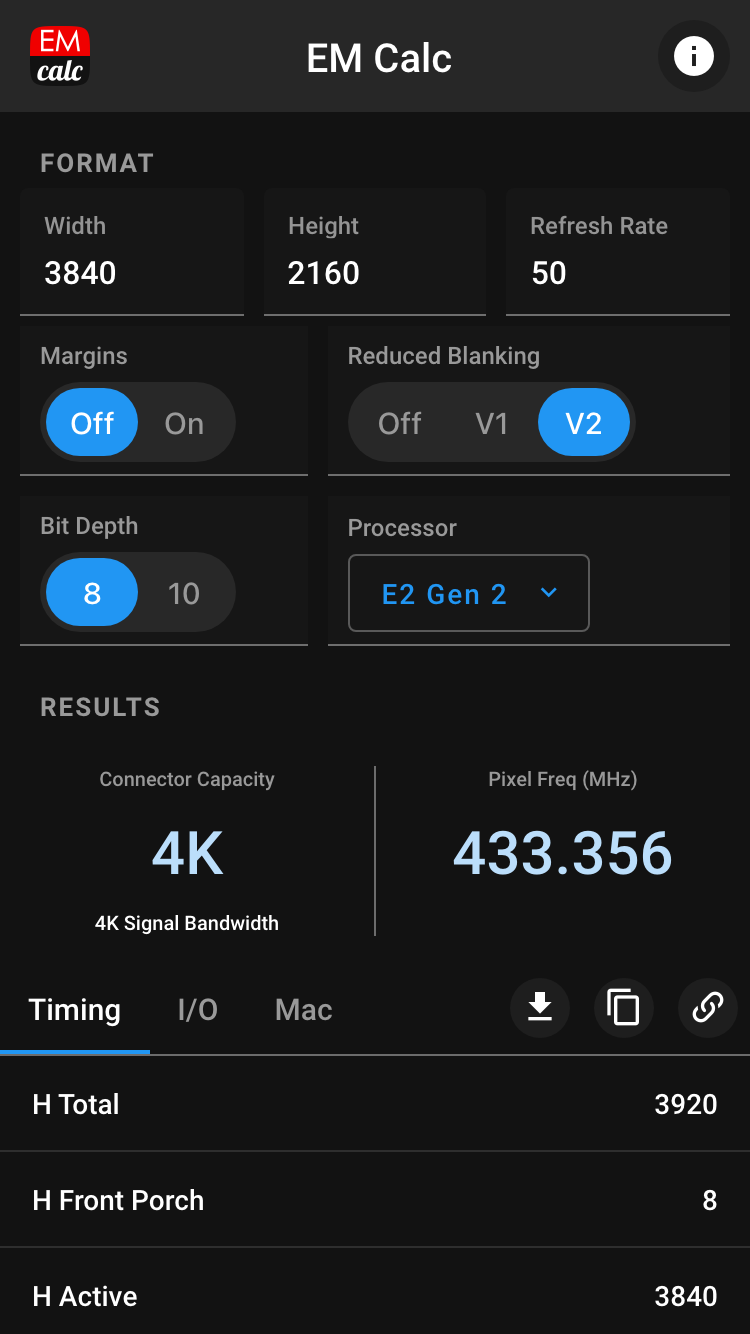 EM
calc
EM Calc
FORMAT
Width
Height
Refresh Rate
3840
2160
50
Margins
Reduced Blanking
Off On
Off V1 V2
Bit Depth
Processor
8 10
E2 Gen 2
RESULTS
Connector Capacity
Pixel Freq (MHz)
4K
433.356
4K Signal Bandwidth
Timing I/O Mac
H Total 3920
H Front Porch 8
H Active 3840